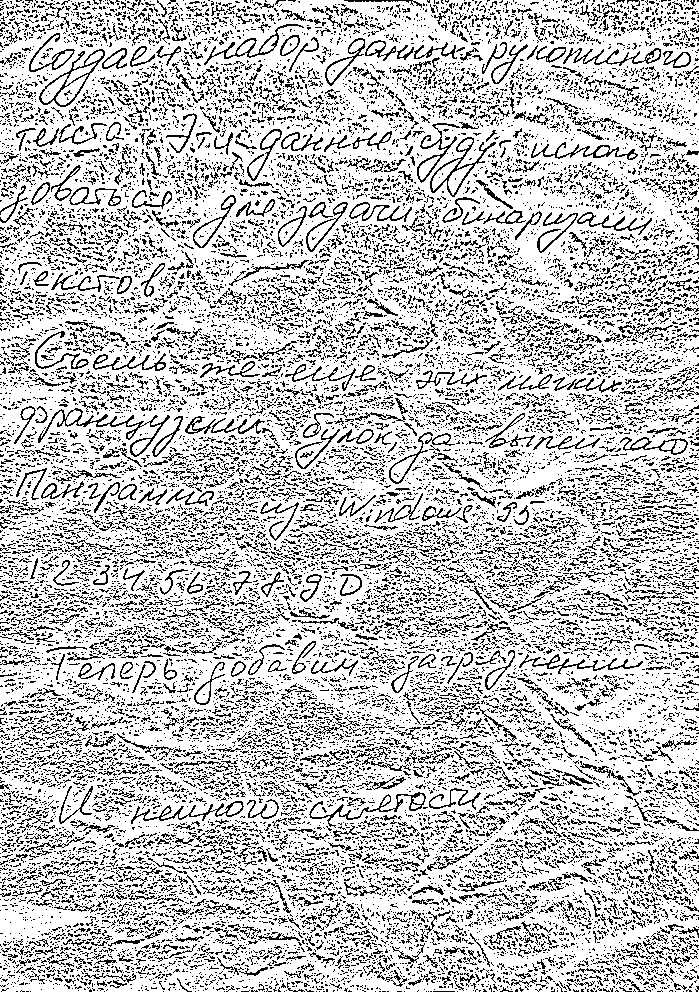 Создаем набор данных рукописного
текста. Эти данные будут исполь-
зоваться для задачи бинаризации
текстов
Съешь же еще этих мягких
французских булок, да выпей чаю
Панграмма из Windows 95
1 2 3 4 5 6 7 8 9 0
Теперь добавим загрязнений
И немного смятости